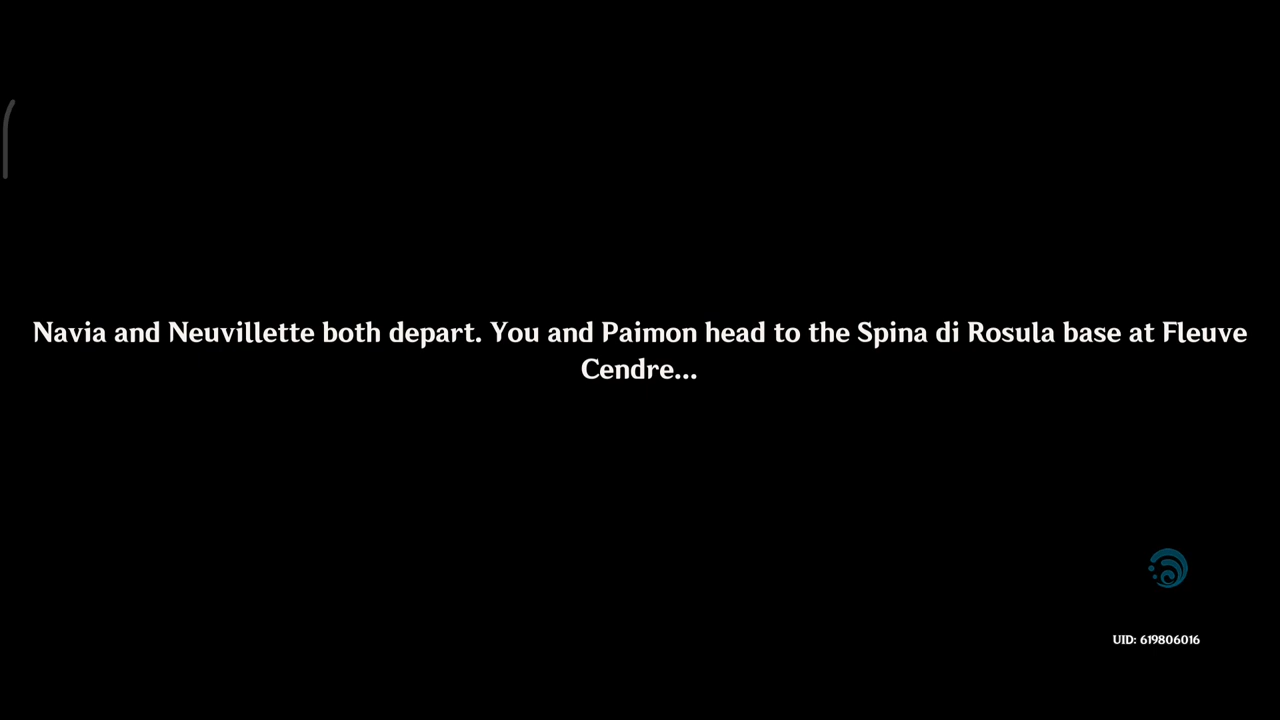 Navia and Neuvillette both depart. You and Paimon head to the Spina di Rosula base at Fleuve
Cendre...
UID: 619806016